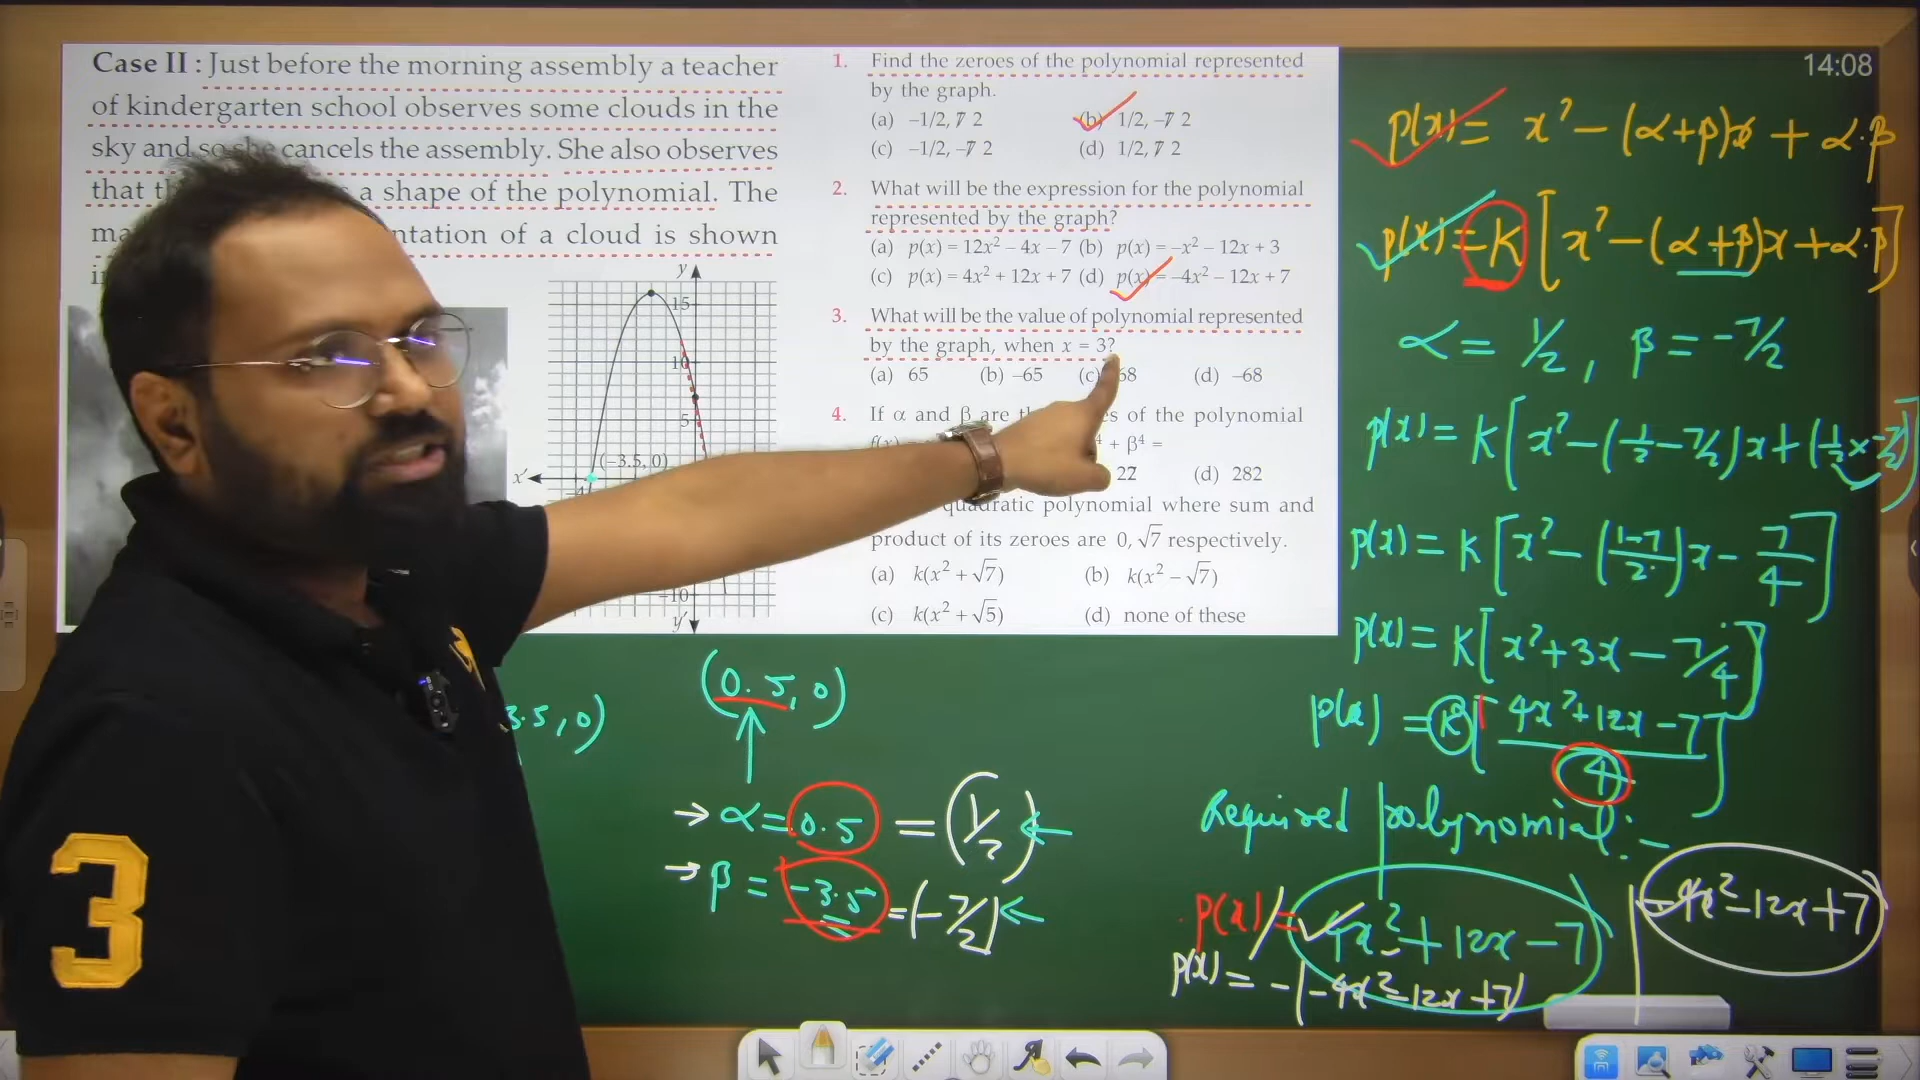 14:08
Case II : Just before the morning assembly a teacher
of kindergarten school observes some clouds in the
sky and so she cancels the assembly. She also observes
that a shape of the polynomial. The
ntation of a cloud is shown
y
15
10
5
(−3.5, 0)
x′
−10
y′
1. Find the zeroes of the polynomial represented
by the graph.
(a) −1/2, 7 2 (b) 1/2, −7 2
(c) −1/2, −7 2 (d) 1/2, 7 2
2. What will be the expression for the polynomial
represented by the graph?
(a) p(x) = 12x² − 4x − 7 (b) p(x) = −x² − 12x + 3
(c) p(x) = 4x² + 12x + 7 (d) p(x) = −4x² − 12x + 7
3. What will be the value of polynomial represented
by the graph, when x = 3?
(a) 65 (b) −65 (c) 68 (d) −68
4. If α and β are the es of the polynomial
⁴ + β⁴ =
22 (d) 282
quadratic polynomial where sum and
product of its zeroes are 0, √7 respectively.
(a) k(x² + √7) (b) k(x² − √7)
(c) k(x² + √5) (d) none of these
3.5, 0)
(0.5, 0)
→ α = 0.5 = (1/2) ←
→ β = −3.5 = (−7/2) ←
p(x) = x² − (α+β)x + α.β
p(x) = K [x² − (α+β)x + α.β]
α = 1/2, β = −7/2
p(x) = K [x² − (1/2 − 7/2)x + (1/2 × −7/2)]
p(x) = K [x² − ((1−7)/2)x − 7/4]
p(x) = K [x² + 3x − 7/4]
p(x) = K [(4x² + 12x − 7)/4]
Required polynomial :−
p(x) = 4x² + 12x − 7
−4x² − 12x + 7
p(x) = −(−4x² − 12x + 7)
3